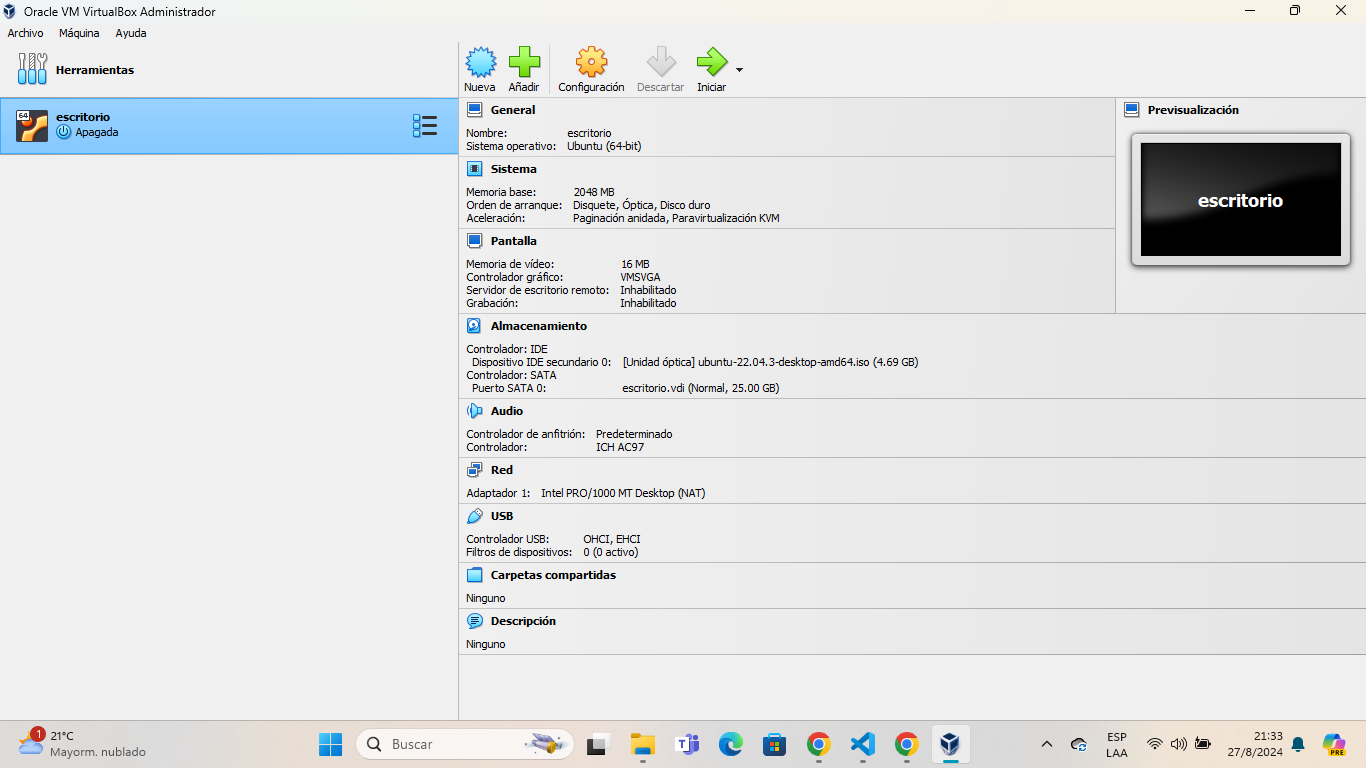 Oracle VM VirtualBox Administrador
Archivo Máquina Ayuda
Herramientas
Nueva Añadir Configuración Descartar Iniciar
64 escritorio
Apagada
General
Nombre: escritorio
Sistema operativo: Ubuntu (64-bit)
Sistema
Memoria base: 2048 MB
Orden de arranque: Disquete, Óptica, Disco duro
Aceleración: Paginación anidada, Paravirtualización KVM
Pantalla
Memoria de vídeo: 16 MB
Controlador gráfico: VMSVGA
Servidor de escritorio remoto: Inhabilitado
Grabación: Inhabilitado
Previsualización
escritorio
Almacenamiento
Controlador: IDE
Dispositivo IDE secundario 0: [Unidad óptica] ubuntu-22.04.3-desktop-amd64.iso (4.69 GB)
Controlador: SATA
Puerto SATA 0: escritorio.vdi (Normal, 25.00 GB)
Audio
Controlador de anfitrión: Predeterminado
Controlador: ICH AC97
Red
Adaptador 1: Intel PRO/1000 MT Desktop (NAT)
USB
Controlador USB: OHCI, EHCI
Filtros de dispositivos: 0 (0 activo)
Carpetas compartidas
Ninguno
Descripción
Ninguno
1 21°C
Mayorm. nublado
Buscar
ESP
LAA
21:33
27/8/2024
PRE